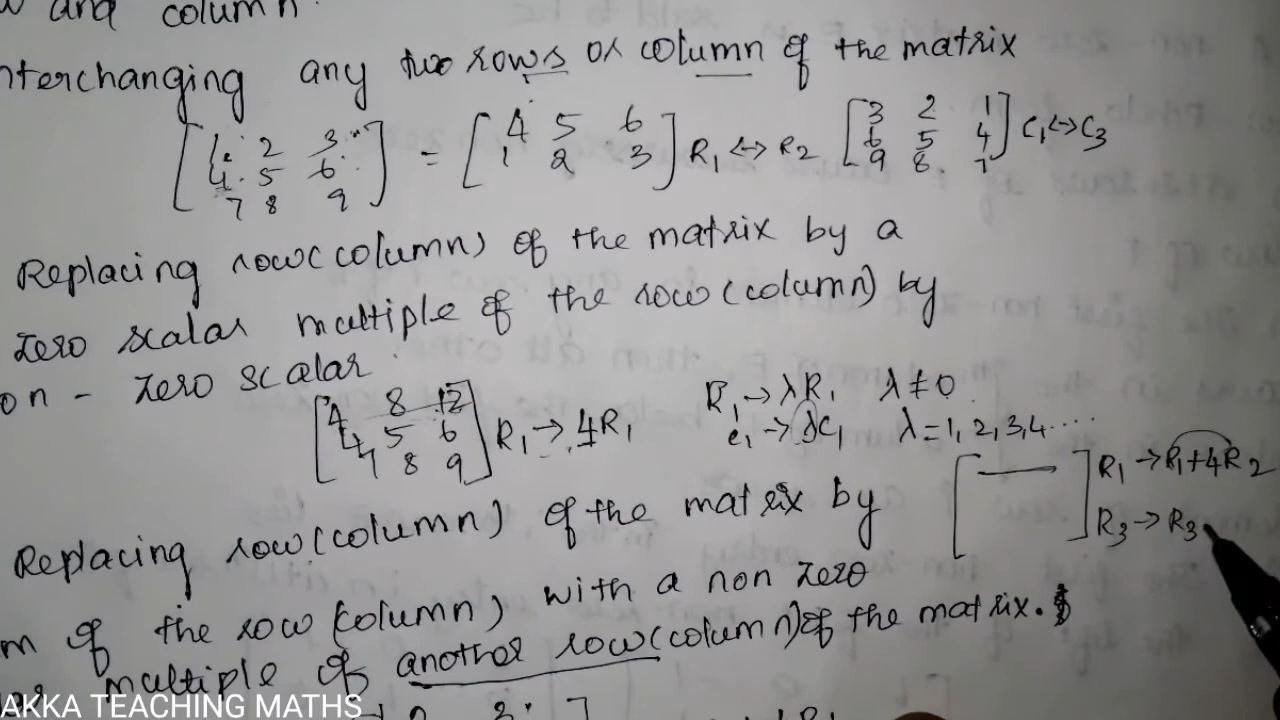 and column
nterchanging any two rows or column of the matrix
[1 2 3 = [4 5 6 R1 ↔ R2 [3 2 1 C1↔C3
4 5 6 1 2 3] 6 5 4
7 8 9] 9 8 7]
Replacing row(column) of the matrix by a
zero scalar multiple of the row (column) by
on - zero scalar
[4 8 12 R1 → λR1 λ ≠ 0
4 5 6 R1 → 4R1 c1 → λC1 λ = 1, 2, 3, 4 ....
7 8 9]
[ — ] R1 → R1+4R2
Replacing row (column) of the matrix by R3 → R3
m of the row (column) with a non zero
multiple of another row (column) of the matrix.
AKKA TEACHING MATHS